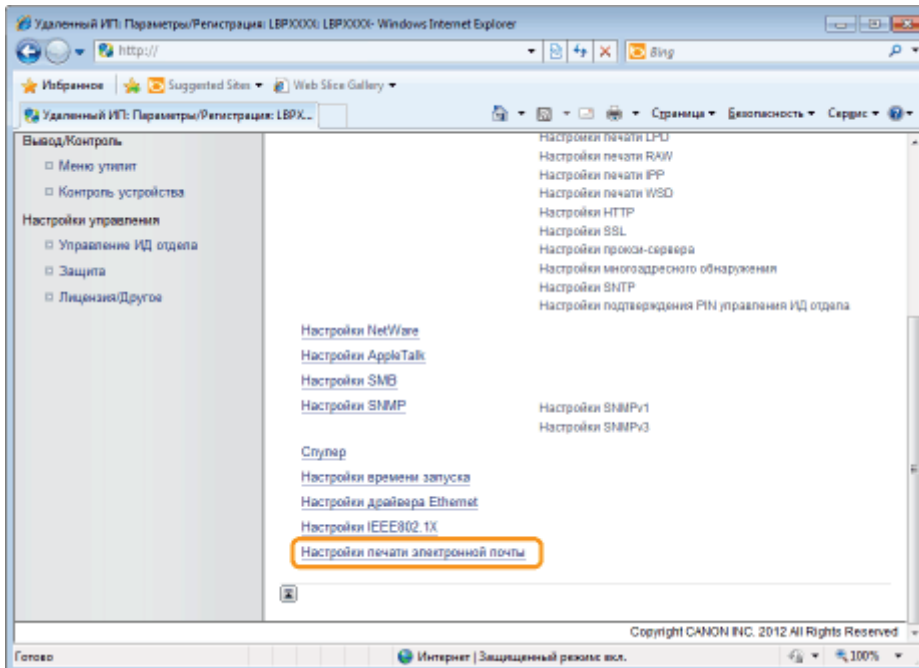 Удаленный ИП: Параметры/Регистрация: LBPXXXX: LBPXXXX- Windows Internet Explorer
http://
Bing
Избранное Suggested Sites Web Slice Gallery
Удаленный ИП: Параметры/Регистрация: LBPX... Страница Безопасность Сервис
Вывод/Контроль
Меню утилит
Контроль устройства
Настройки управления
Управление ИД отдела
Защита
Лицензия/Другое
Настройки печати LPD
Настройки печати RAW
Настройки печати IPP
Настройки печати WSD
Настройки HTTP
Настройки SSL
Настройки прокси-сервера
Настройки многоадресного обнаружения
Настройки SNTP
Настройки подтверждения PIN управления ИД отдела
Настройки NetWare
Настройки AppleTalk
Настройки SMB
Настройки SNMP
Настройки SNMPv1
Настройки SNMPv3
Спулер
Настройки времени запуска
Настройки драйвера Ethernet
Настройки IEEE802.1X
Настройки печати электронной почты
Copyright CANON INC. 2012 All Rights Reserved
Готово Интернет | Защищенный режим: вкл. 100%